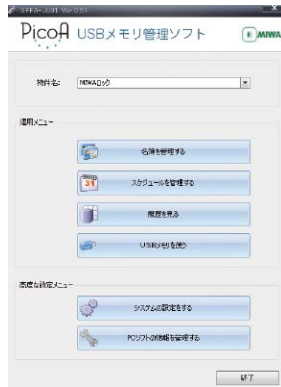 PicoA USBメモリ管理ソフト MIWA
物件名: MIWAロック
運用メニュー
名簿を管理する
31 スケジュールを管理する
履歴を見る
USBメモリを使う
高度な設定メニュー
システムの設定をする
PCソフトの情報を管理する
終了